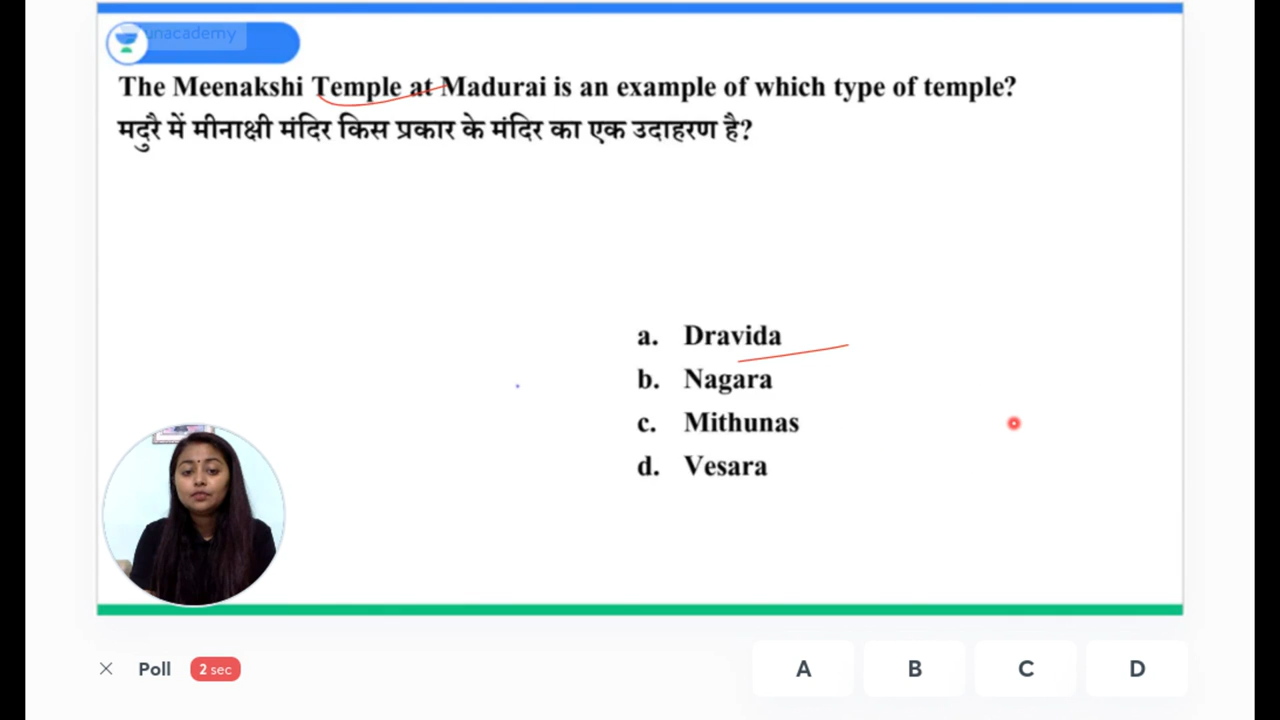 unacademy
The Meenakshi Temple at Madurai is an example of which type of temple?
मदुरै में मीनाक्षी मंदिर किस प्रकार के मंदिर का एक उदाहरण है?
a. Dravida
b. Nagara
c. Mithunas
d. Vesara
Poll 2 sec A B C D